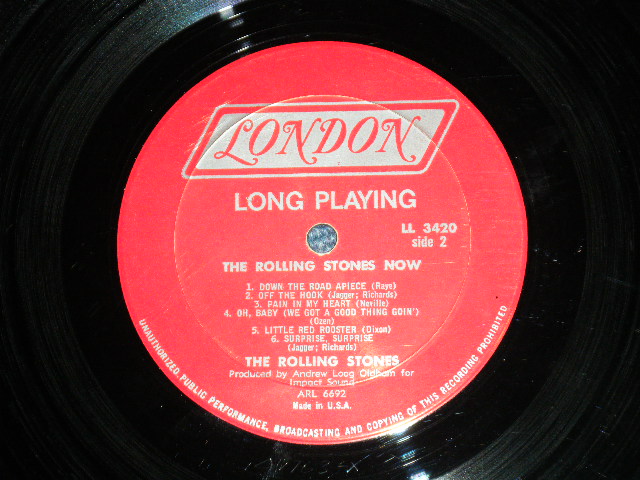 LONDON
LONG PLAYING
LL 3420
side 2
THE ROLLING STONES NOW
1. DOWN THE ROAD APIECE (Raye)
2. OFF THE HOOK (Jagger; Richards)
3. PAIN IN MY HEART (Neville)
4. OH, BABY (WE GOT A GOOD THING GOIN')
(Ozen)
5. LITTLE RED ROOSTER (Dixon)
6. SURPRISE, SURPRISE
(Jagger; Richards)
THE ROLLING STONES
Produced by Andrew Loog Oldham for
Impact Sound
ARL 6692
Made in U.S.A.
UNAUTHORIZED, PUBLIC PERFORMANCE, BROADCASTING AND COPYING OF THIS RECORDING PROHIBITED